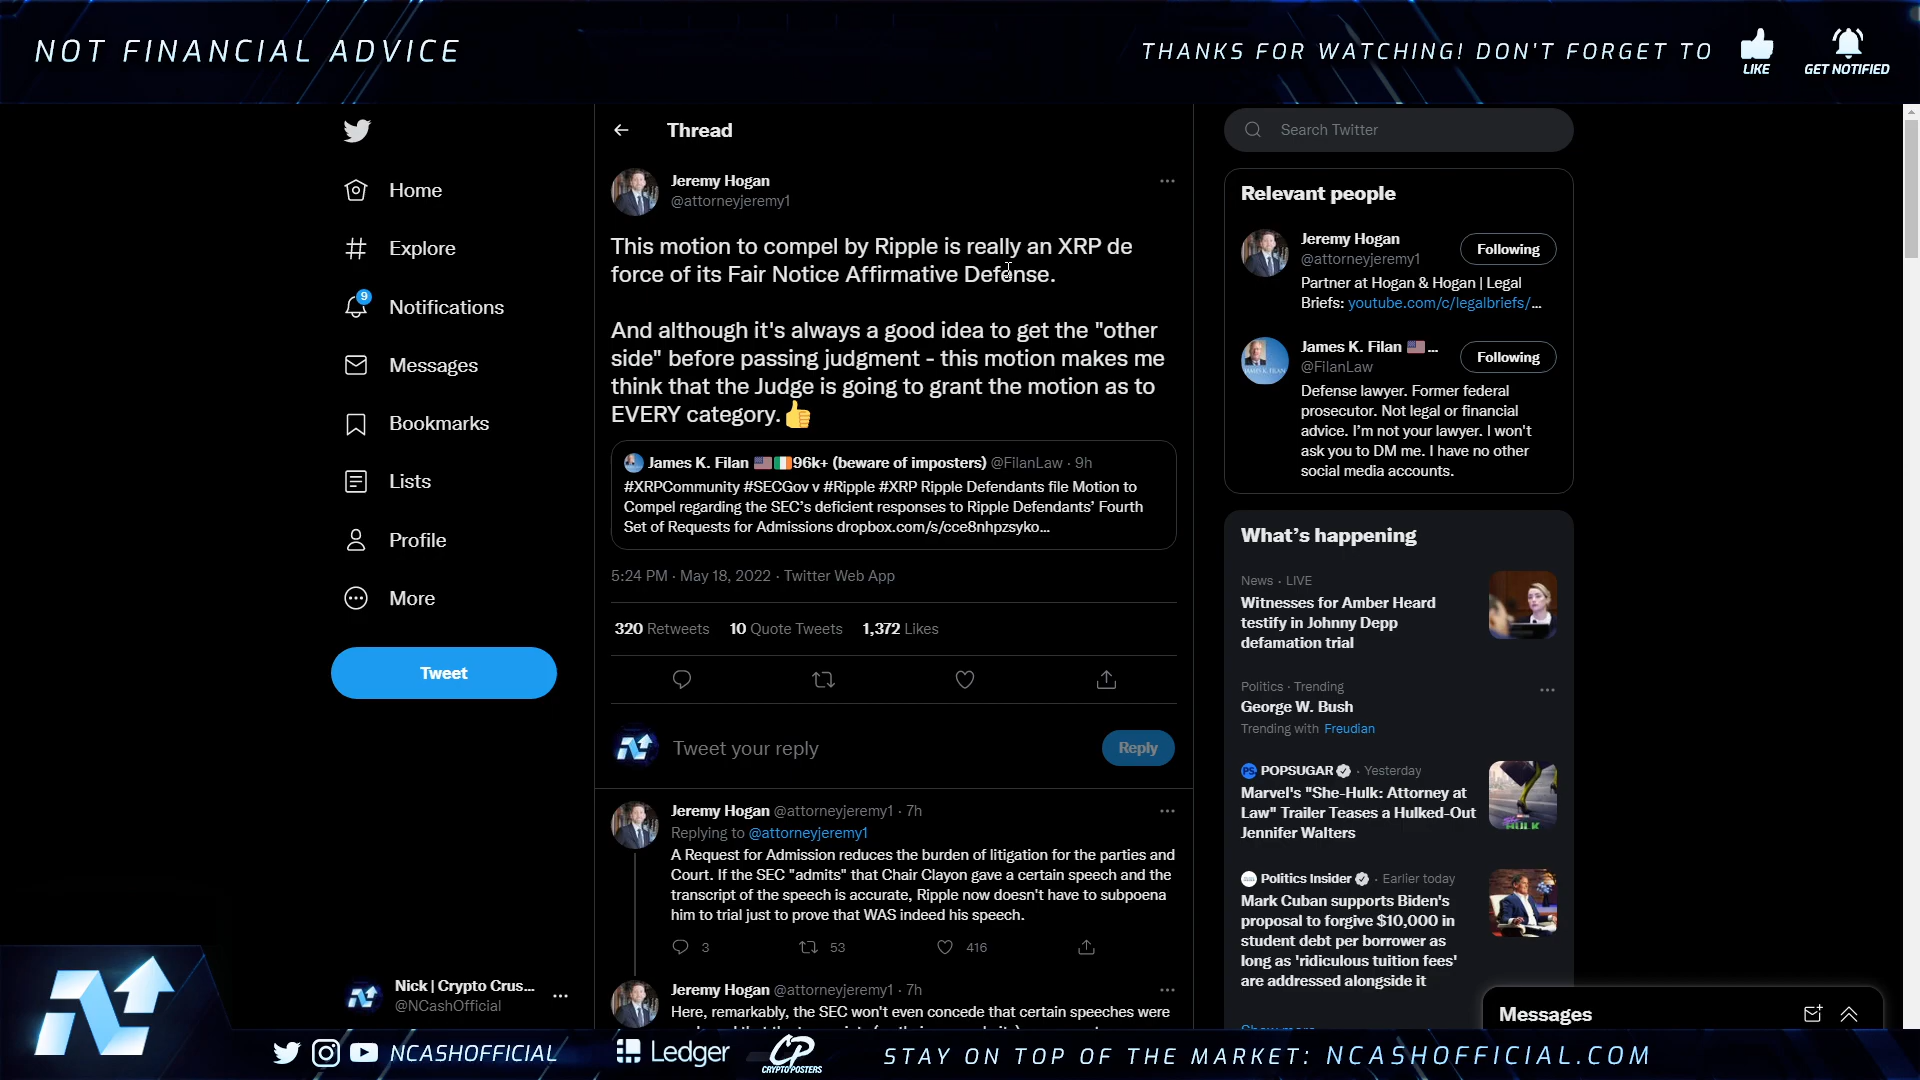 NOT FINANCIAL ADVICE
THANKS FOR WATCHING! DON'T FORGET TO
LIKE
GET NOTIFIED
Home
Explore
9
Notifications
Messages
Bookmarks
Lists
Profile
More
Tweet
Nick | Crypto Crus...
@NCashOfficial
Thread
Jeremy Hogan
@attorneyjeremy1
This motion to compel by Ripple is really an XRP de
force of its Fair Notice Affirmative Defense.
And although it's always a good idea to get the "other
side" before passing judgment - this motion makes me
think that the Judge is going to grant the motion as to
EVERY category.👍
James K. Filan 🇺🇸🇮🇪96k+ (beware of imposters) @FilanLaw · 9h
#XRPCommunity #SECGov v #Ripple #XRP Ripple Defendants file Motion to
Compel regarding the SEC’s deficient responses to Ripple Defendants’ Fourth
Set of Requests for Admissions dropbox.com/s/cce8nhpzsyko...
5:24 PM · May 18, 2022 · Twitter Web App
320 Retweets 10 Quote Tweets 1,372 Likes
Tweet your reply
Reply
Jeremy Hogan @attorneyjeremy1 · 7h
Replying to @attorneyjeremy1
A Request for Admission reduces the burden of litigation for the parties and
Court. If the SEC "admits" that Chair Clayon gave a certain speech and the
transcript of the speech is accurate, Ripple now doesn't have to subpoena
him to trial just to prove that WAS indeed his speech.
3 53 416
Jeremy Hogan @attorneyjeremy1 · 7h
Here, remarkably, the SEC won't even concede that certain speeches were
Search Twitter
Relevant people
Jeremy Hogan
@attorneyjeremy1
Following
Partner at Hogan & Hogan | Legal
Briefs: youtube.com/c/legalbriefs/...
James K. Filan 🇺🇸...
@FilanLaw
Following
Defense lawyer. Former federal
prosecutor. Not legal or financial
advice. I’m not your lawyer. I won't
ask you to DM me. I have no other
social media accounts.
What’s happening
News · LIVE
Witnesses for Amber Heard
testify in Johnny Depp
defamation trial
Politics · Trending
George W. Bush
Trending with Freudian
POPSUGAR · Yesterday
Marvel's "She-Hulk: Attorney at
Law" Trailer Teases a Hulked-Out
Jennifer Walters
Politics Insider · Earlier today
Mark Cuban supports Biden's
proposal to forgive $10,000 in
student debt per borrower as
long as 'ridiculous tuition fees'
are addressed alongside it
Messages
NCASHOFFICIAL
Ledger
CP
CRYPTOPOSTERS
STAY ON TOP OF THE MARKET: NCASHOFFICIAL.COM